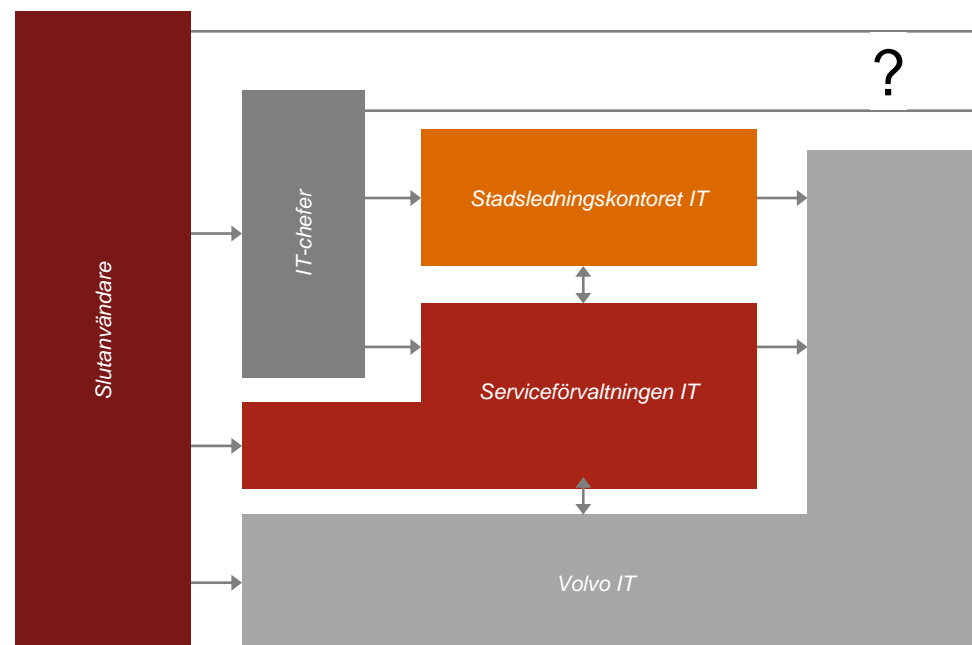 ?
Stadsledningskontoret IT
IT-chefer
Slutanvändare
Serviceförvaltningen IT
Volvo IT